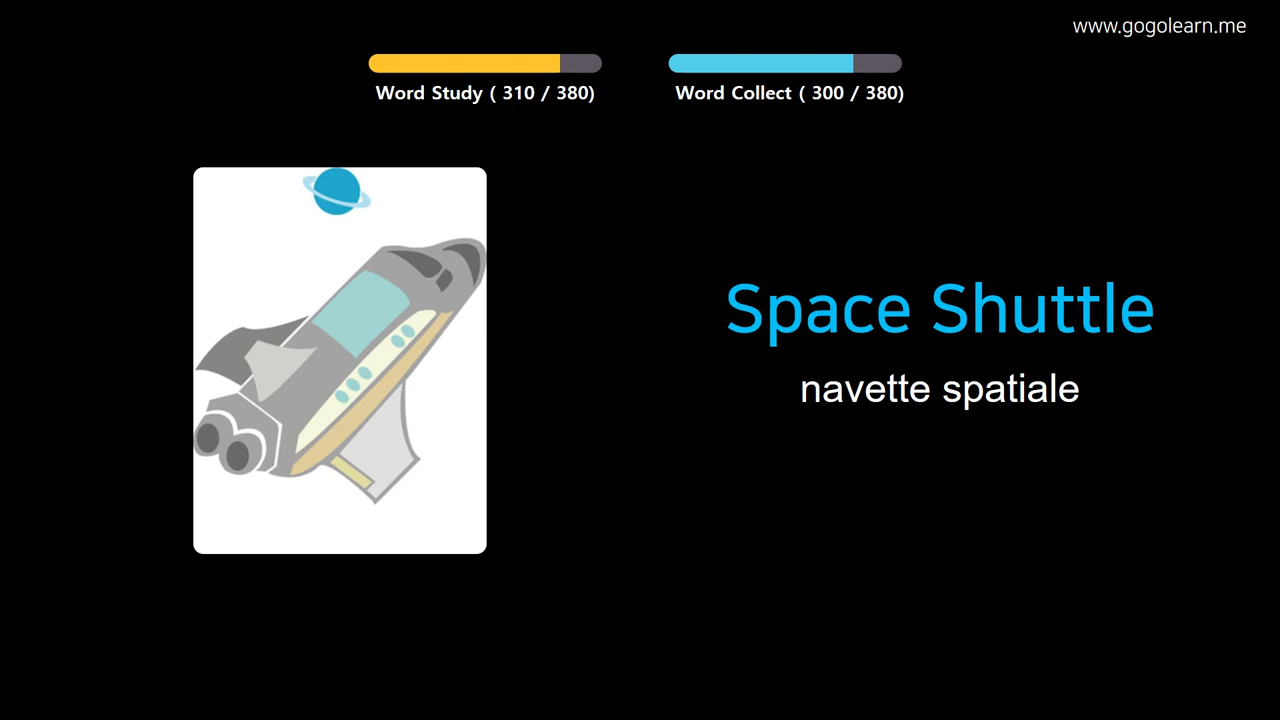 www.gogolearn.me
Word Study ( 310 / 380)
Word Collect ( 300 / 380)
Space Shuttle
navette spatiale